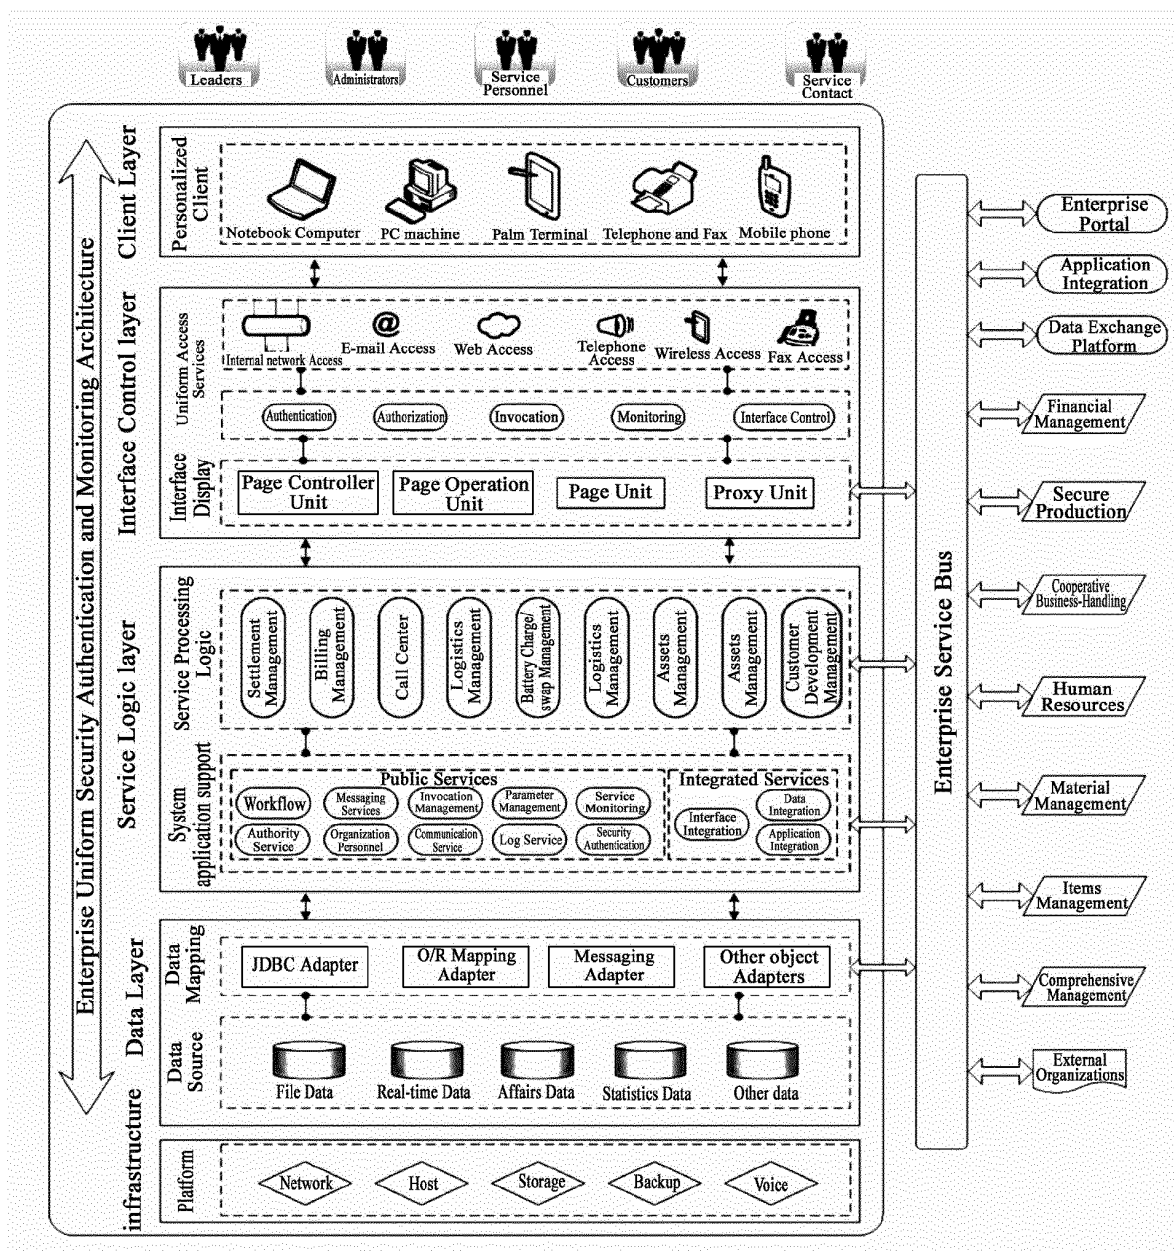 Leaders
Administrators
Service
Personnel
Customers
Service
Contact
Enterprise Uniform Security Authentication and Monitoring Architecture
Client Layer
Personalized
Client
Notebook Computer
PC machine
Palm Terminal
Telephone and Fax
Mobile phone
Interface Control layer
Uniform Access
Services
Internal network Access
@
E-mail Access
Web Access
Telephone
Access
Wireless Access
Fax Access
Authentication
Authorization
Invocation
Monitoring
Interface Control
Interface
Display
Page Controller
Unit
Page Operation
Unit
Page Unit
Proxy Unit
Service Logic layer
Service Processing
Logic
Settlement
Management
Billing
Management
Call Center
Logistics
Management
Battery Charge/
swap Management
Logistics
Management
Assets
Management
Assets
Management
Customer
Development
Management
System
application support
Public Services
Workflow
Messaging
Services
Invocation
Management
Parameter
Management
Service
Monitoring
Authority
Service
Organization
Personnel
Communication
Service
Log Service
Security
Authentication
Integrated Services
Interface
Integration
Data
Integration
Application
Integration
Data Layer
Data
Mapping
JDBC Adapter
O/R Mapping
Adapter
Messaging
Adapter
Other object
Adapters
Data
Source
File Data
Real-time Data
Affairs Data
Statistics Data
Other data
infrastructure
Platform
Network
Host
Storage
Backup
Voice
Enterprise Service Bus
Enterprise
Portal
Application
Integration
Data Exchange
Platform
Financial
Management
Secure
Production
Cooperative
Business-Handling
Human
Resources
Material
Management
Items
Management
Comprehensive
Management
External
Organizations